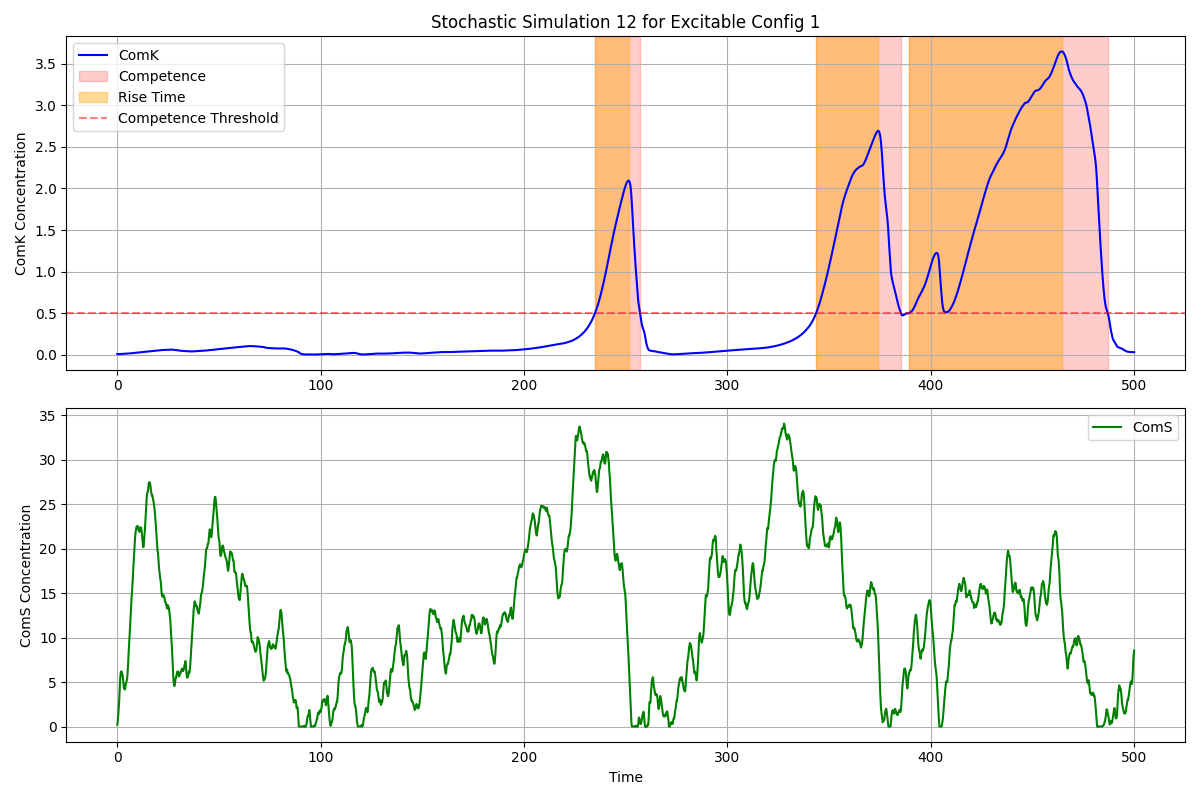 Stochastic Simulation 12 for Excitable Config 1
ComK
Competence
Rise Time
Competence Threshold
ComK Concentration
3.5
3.0
2.5
2.0
1.5
1.0
0.5
0.0
0 100 200 300 400 500
ComS
ComS Concentration
35
30
25
20
15
10
5
0
0 100 200 300 400 500
Time